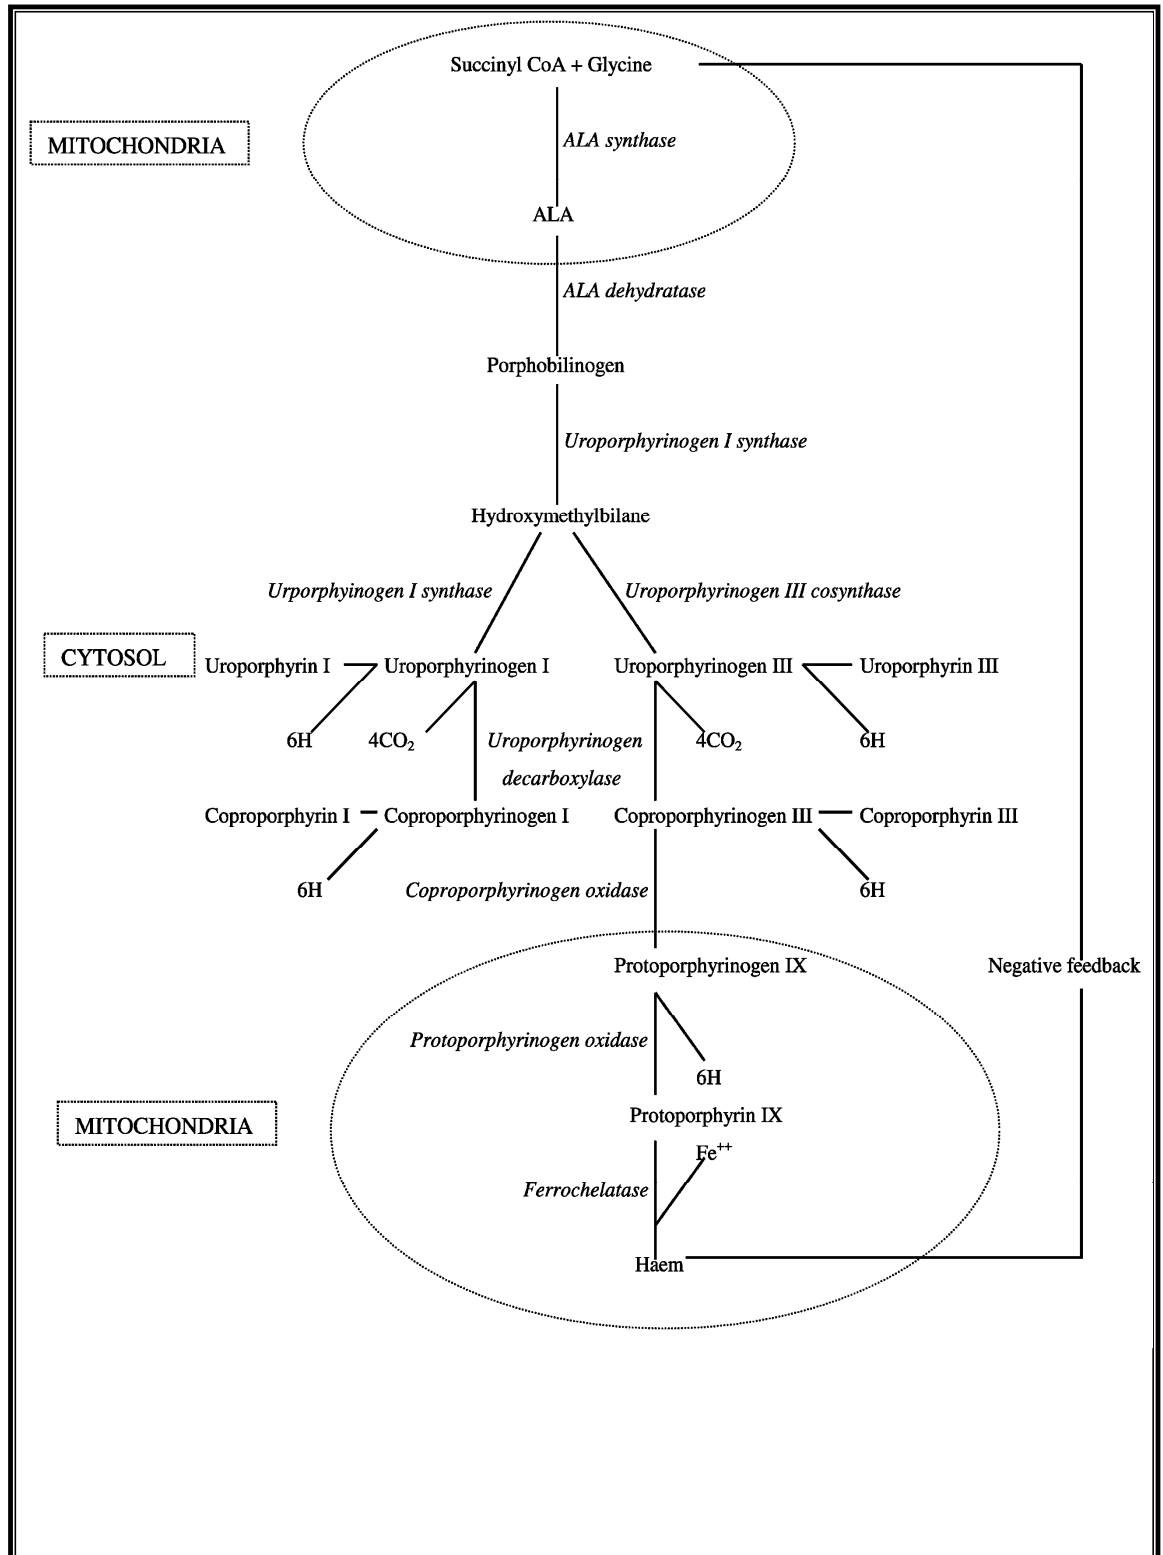 Succinyl CoA + Glycine
MITOCHONDRIA
ALA synthase
ALA
ALA dehydratase
Porphobilinogen
Uroporphyrinogen I synthase
Hydroxymethylbilane
Urporphyinogen I synthase
Uroporphyrinogen III cosynthase
CYTOSOL
Uroporphyrin I
Uroporphyrinogen I
Uroporphyrinogen III
Uroporphyrin III
6H
4CO₂
Uroporphyrinogen
decarboxylase
4CO₂
6H
Coproporphyrin I
Coproporphyrinogen I
Coproporphyrinogen III
Coproporphyrin III
6H
Coproporphyrinogen oxidase
6H
Protoporphyrinogen IX
Negative feedback
Protoporphyrinogen oxidase
6H
MITOCHONDRIA
Protoporphyrin IX
Fe⁺⁺
Ferrochelatase
Haem